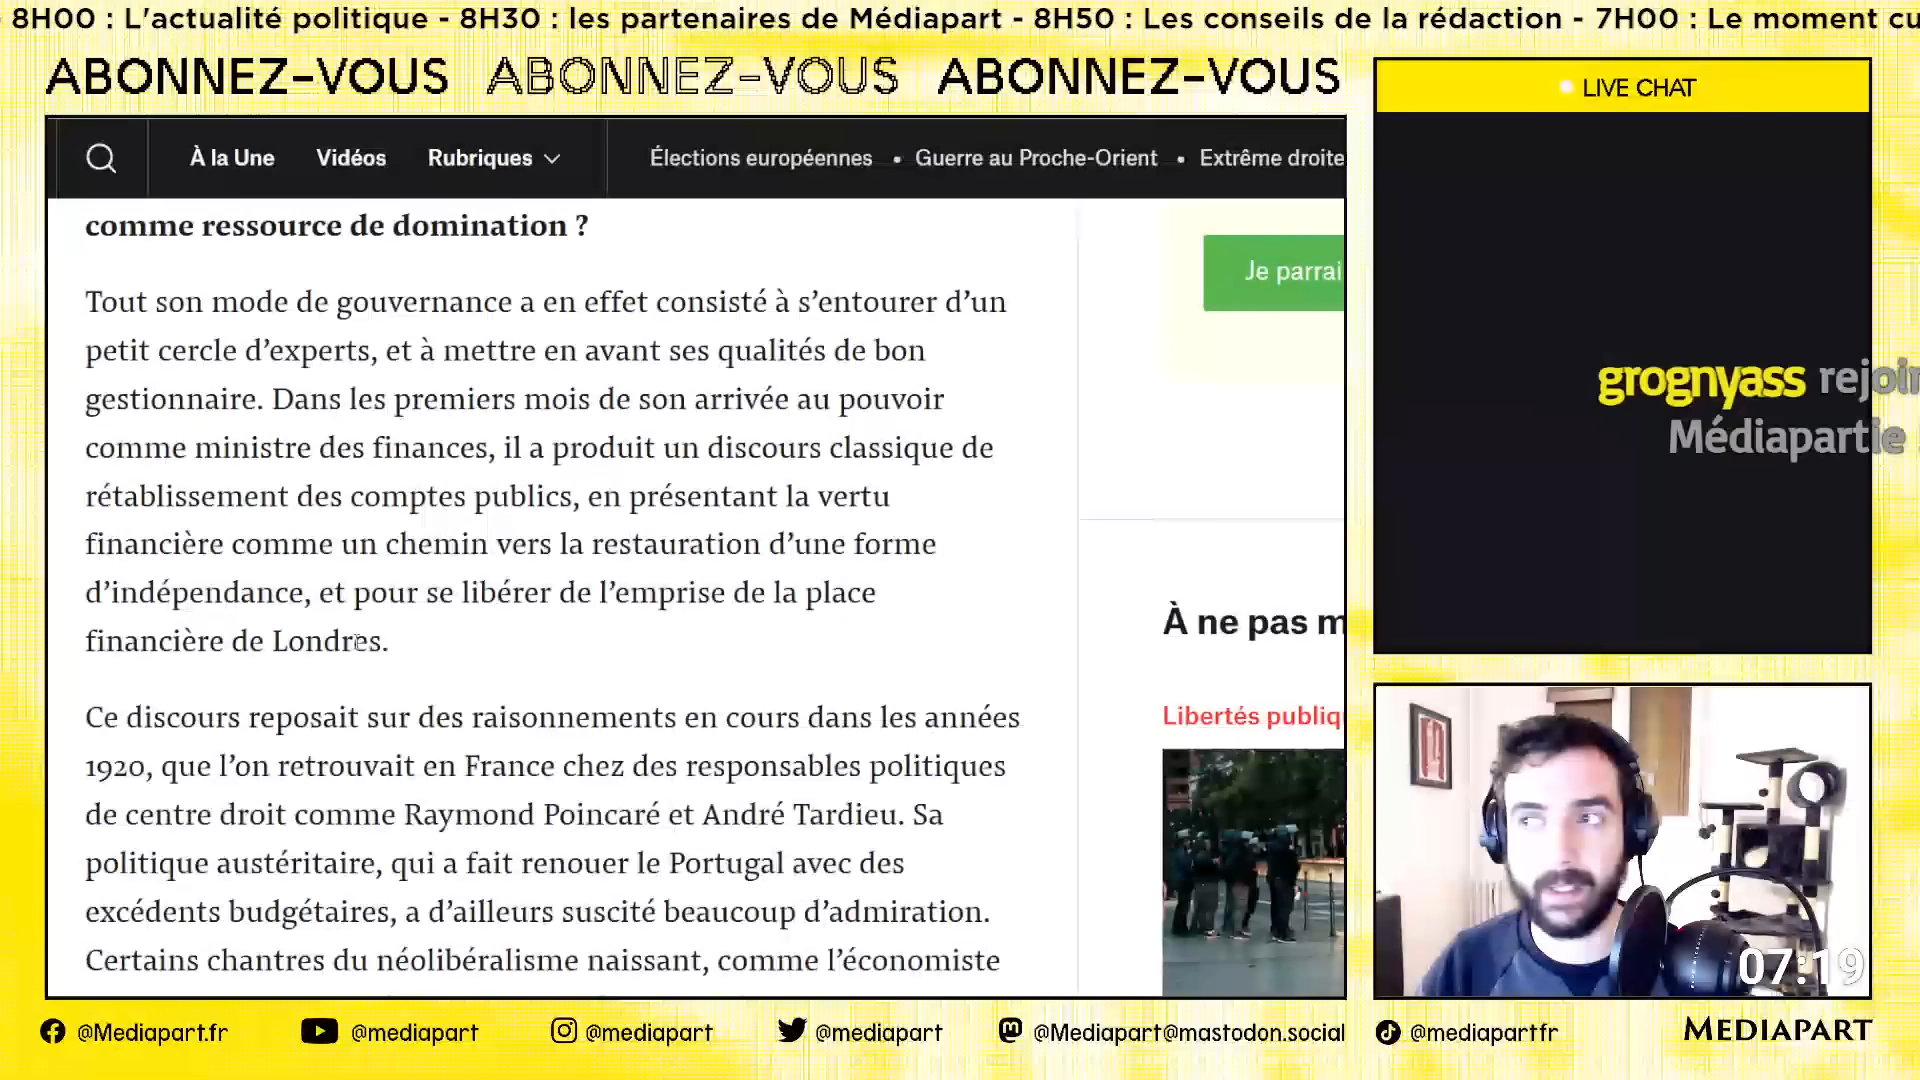 8H00 : L'actualité politique - 8H30 : les partenaires de Médiapart - 8H50 : Les conseils de la rédaction - 7H00 : Le moment cu
ABONNEZ-VOUS ABONNEZ-VOUS ABONNEZ-VOUS
LIVE CHAT
À la Une Vidéos Rubriques Élections européennes • Guerre au Proche-Orient • Extrême droite
comme ressource de domination ?
Tout son mode de gouvernance a en effet consisté à s’entourer d’un
petit cercle d’experts, et à mettre en avant ses qualités de bon
gestionnaire. Dans les premiers mois de son arrivée au pouvoir
comme ministre des finances, il a produit un discours classique de
rétablissement des comptes publics, en présentant la vertu
financière comme un chemin vers la restauration d’une forme
d’indépendance, et pour se libérer de l’emprise de la place
financière de Londres.
Ce discours reposait sur des raisonnements en cours dans les années
1920, que l’on retrouvait en France chez des responsables politiques
de centre droit comme Raymond Poincaré et André Tardieu. Sa
politique austéritaire, qui a fait renouer le Portugal avec des
excédents budgétaires, a d’ailleurs suscité beaucoup d’admiration.
Certains chantres du néolibéralisme naissant, comme l’économiste
Je parrai
À ne pas m
Libertés publiq
grognyass rejoin
Médiapartie
07:19
@Mediapart.fr @mediapart @mediapart @mediapart @Mediapart@mastodon.social @mediapartfr MEDIAPART